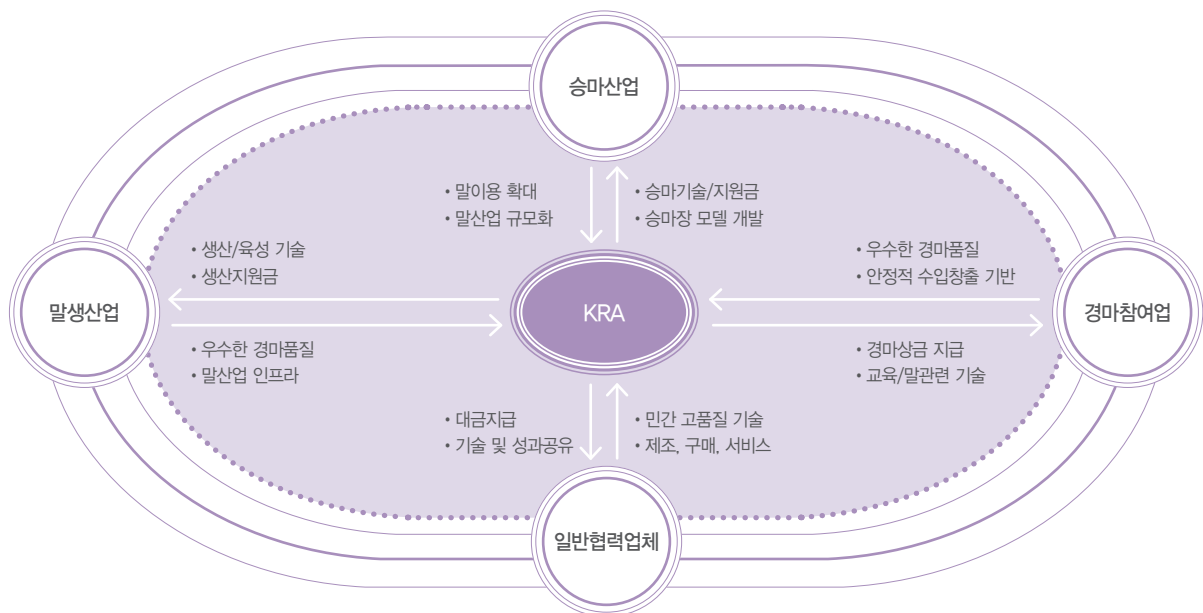 승마산업
• 말이용 확대
• 말산업 규모화
• 승마기술/지원금
• 승마장 모델 개발
• 생산/육성 기술
• 생산지원금
• 우수한 경마품질
• 안정적 수입창출 기반
말생산업
KRA
경마참여업
• 우수한 경마품질
• 말산업 인프라
• 경마상금 지급
• 교육/말관련 기술
• 대금지급
• 기술 및 성과공유
• 민간 고품질 기술
• 제조, 구매, 서비스
일반협력업체